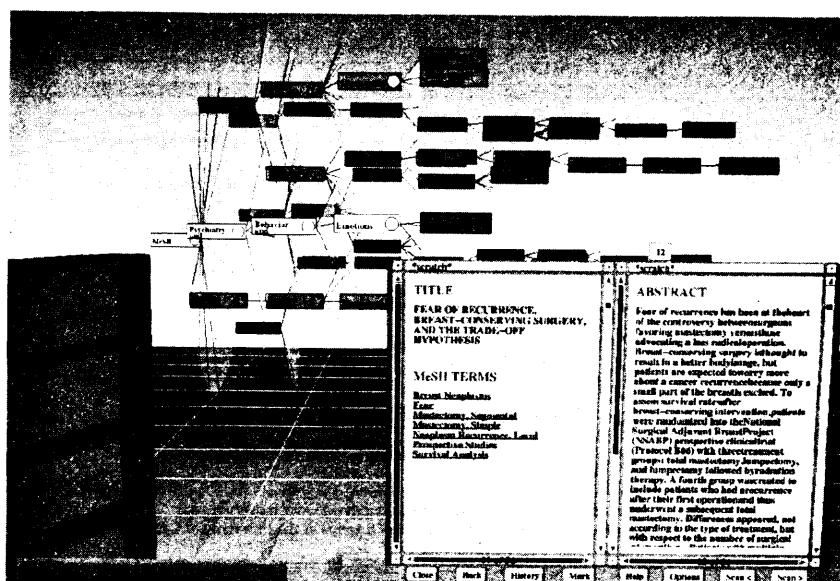 MeSH
Psychiatry
Behavior
Emotions
12
"scratch"
TITLE
FEAR OF RECURRENCE,
BREAST-CONSERVING SURGERY,
AND THE TRADE-OFF
HYPOTHESIS
MeSH TERMS
Breast Neoplasms
Fear
Mastectomy, Segmental
Mastectomy, Simple
Neoplasm Recurrence, Local
Prospective Studies
Survival Analysis
"scratch"
ABSTRACT
Fear of recurrence has been at theheart
of the controversy betweensurgeons
favoring mastectomy versusthose
advocating a less radicaloperation.
Breast-conserving surgery isthought to
result in a better bodyimage, but
patients are expected toworry more
about a cancer recurrencebecause only a
small part of the breastis excised. To
assess survival rateafter
breast-conserving intervention,patients
were randomized into theNational
Surgical Adjuvant BreastProject
(NSABP) prospective clinicaltrial
(Protocol B06) with threetreatment
groups: total mastectomy,lumpectomy,
and lumpectomy followed byradiation
therapy. A fourth group wascreated to
include patients who had arecurrence
after their first operationand thus
underwent a subsequent total
mastectomy. Differences appeared, not
according to the type of treatment, but
with respect to the number of surgical
Close Back History Mark Help Options Scan < Scan >